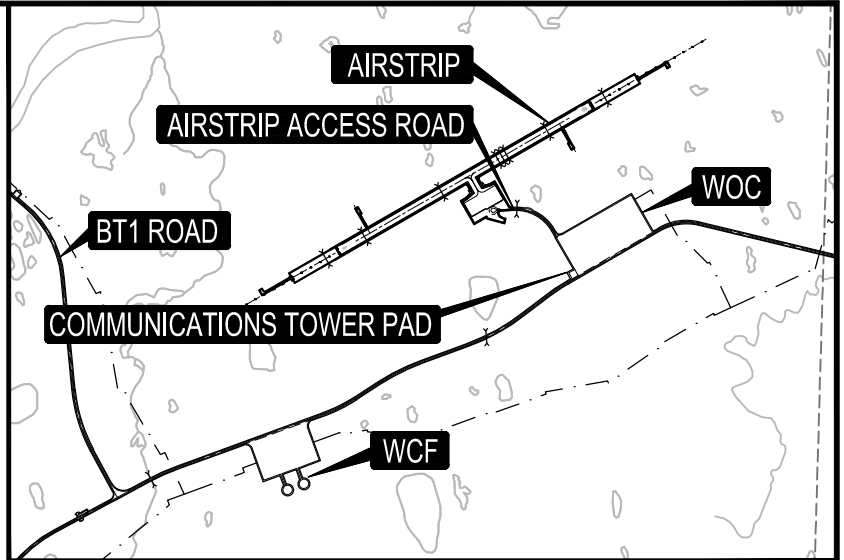 AIRSTRIP
AIRSTRIP ACCESS ROAD
WOC
BT1 ROAD
COMMUNICATIONS TOWER PAD
WCF